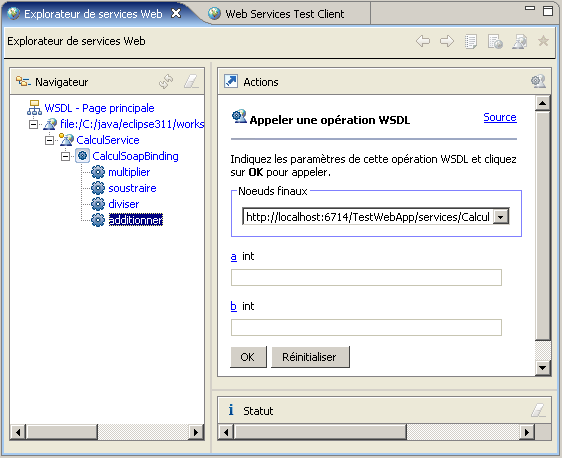 Explorateur de services Web
Web Services Test Client
Explorateur de services Web
Navigateur
WSDL - Page principale
file:/C:/java/eclipse311/works
CalculService
CalculSoapBinding
multiplier
soustraire
diviser
additionner
Actions
Appeler une opération WSDL
Source
Indiquez les paramètres de cette opération WSDL et cliquez
sur OK pour appeler.
Noeuds finaux
http://localhost:6714/TestWebApp/services/Calcul
a int
b int
OK
Réinitialiser
Statut